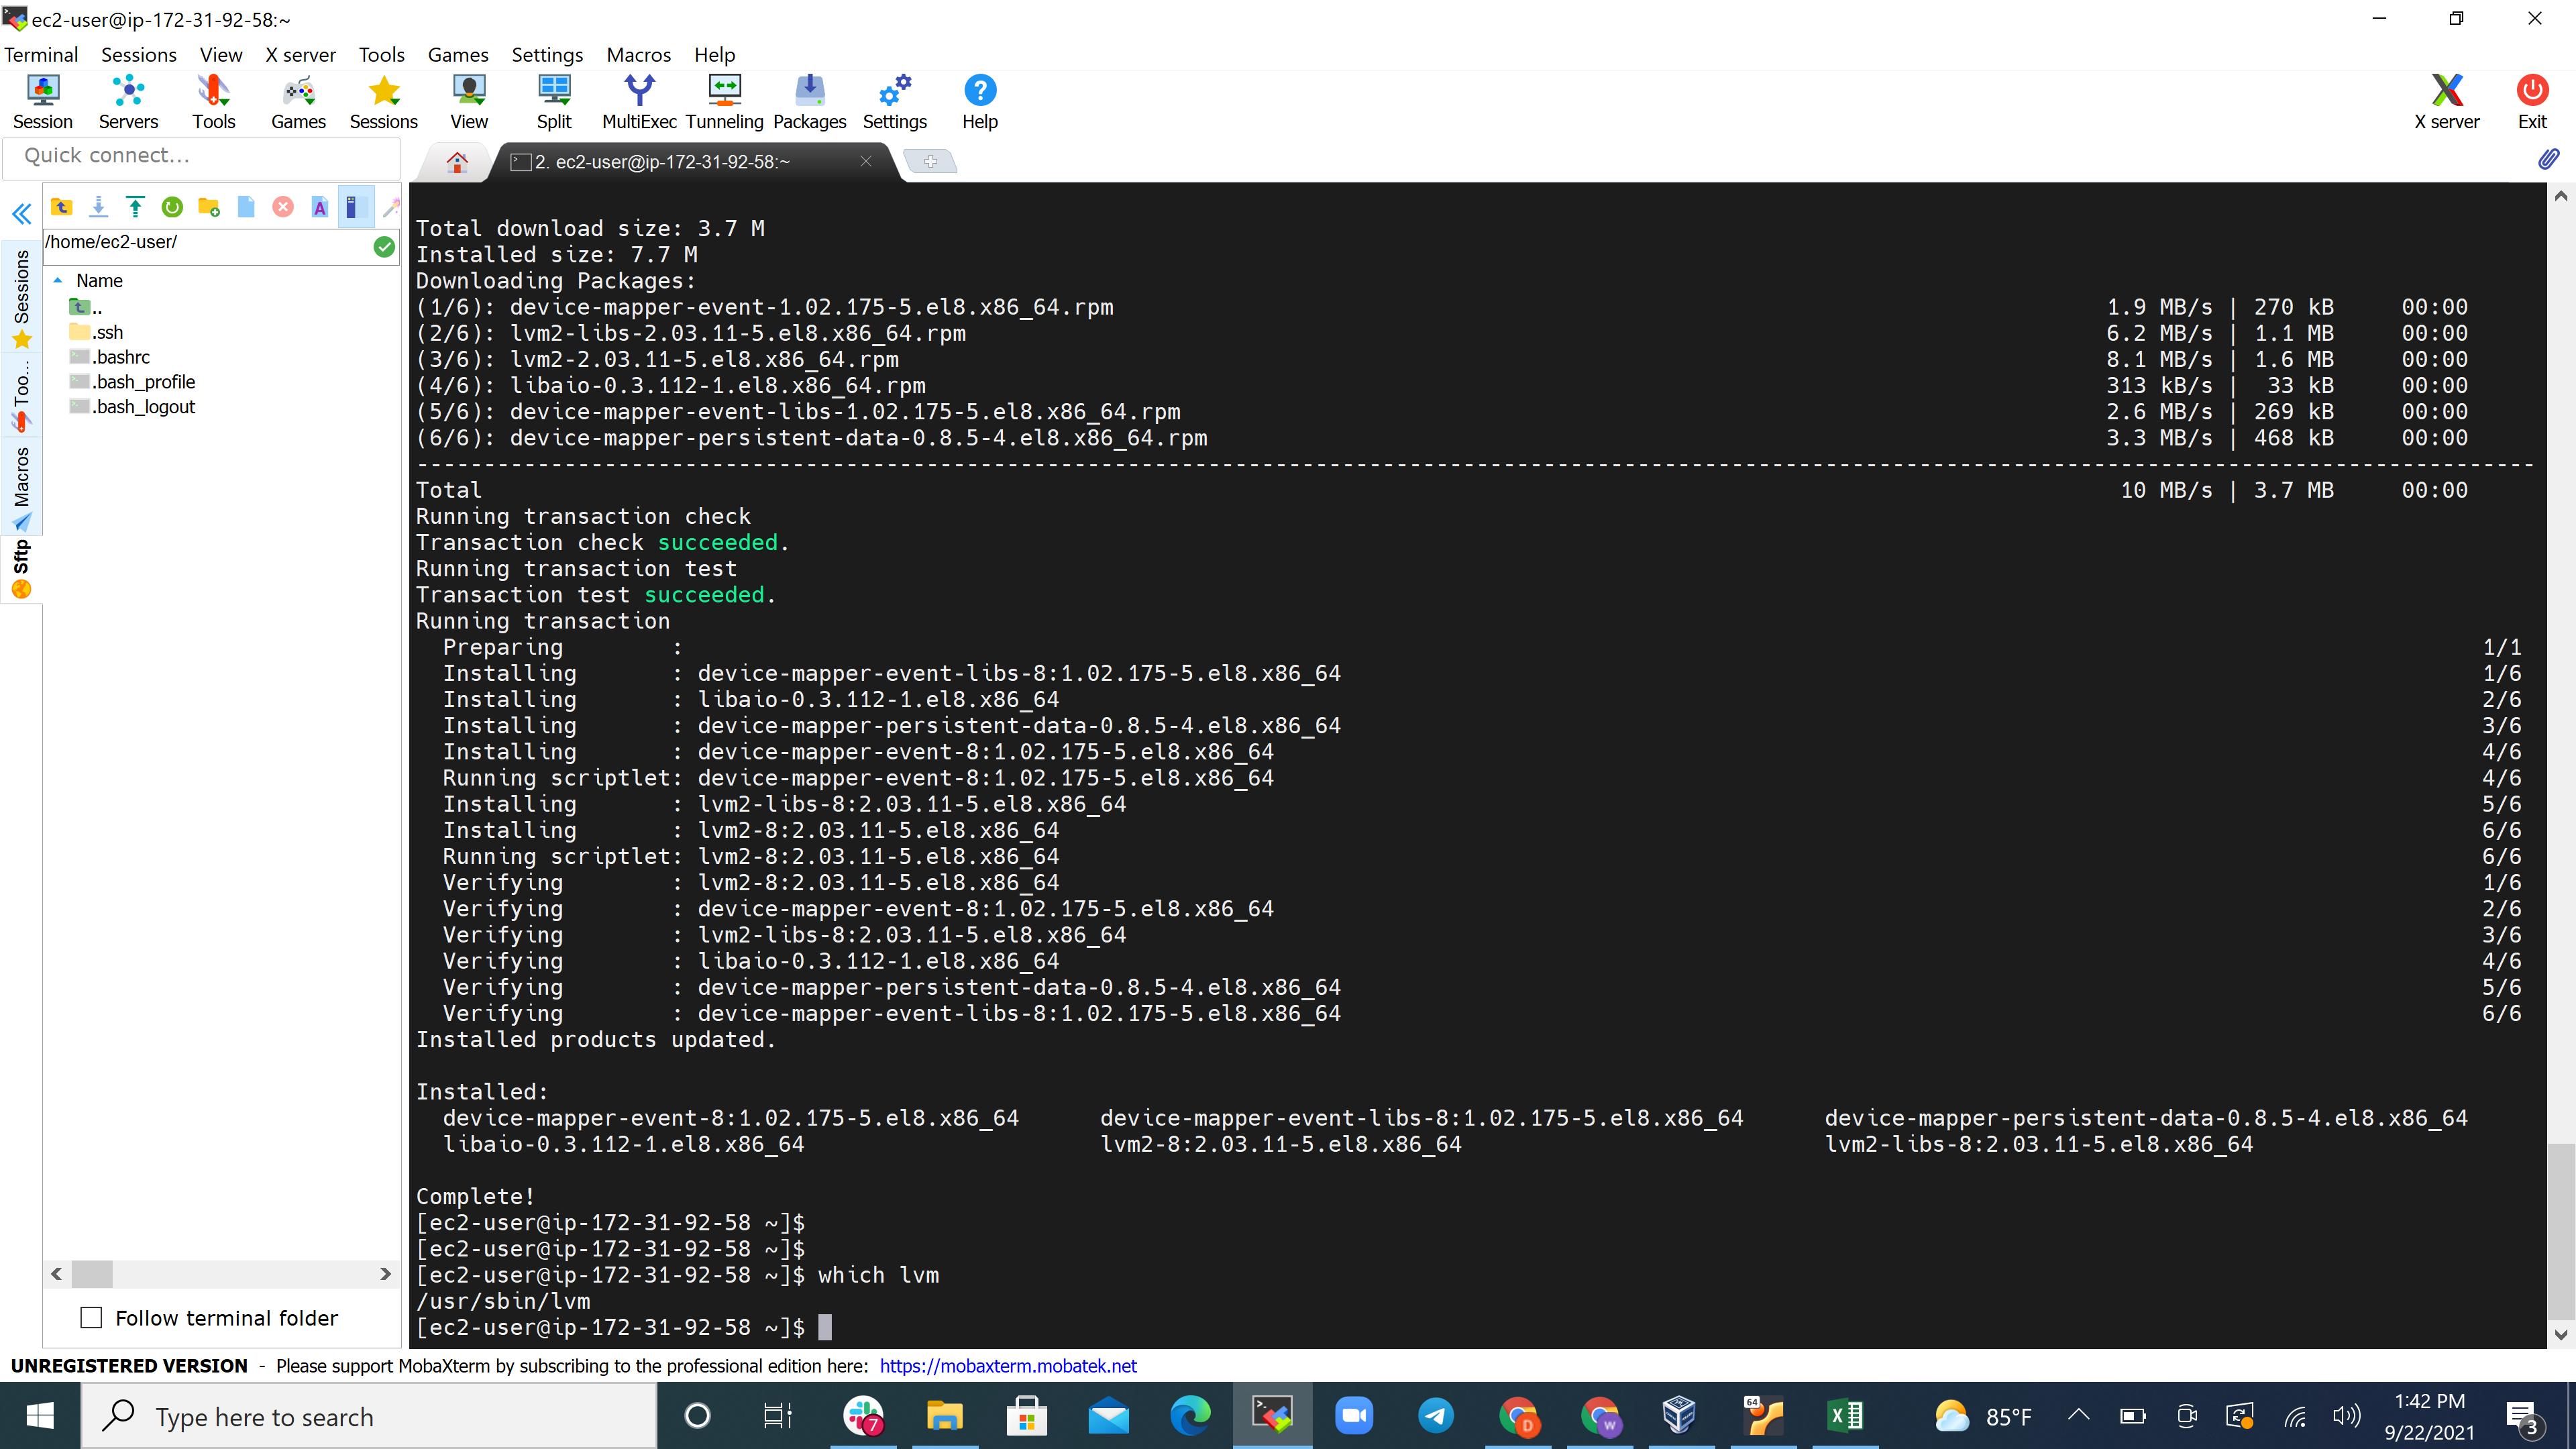 ec2-user@ip-172-31-92-58:~
Terminal Sessions View X server Tools Games Settings Macros Help
Session Servers Tools Games Sessions View Split MultiExec Tunneling Packages Settings Help X server Exit
Quick connect...
2. ec2-user@ip-172-31-92-58:~
/home/ec2-user/
Name
..
.ssh
.bashrc
.bash_profile
.bash_logout
Sessions
Too...
Macros
Sftp
Follow terminal folder
Total download size: 3.7 M
Installed size: 7.7 M
Downloading Packages:
(1/6): device-mapper-event-1.02.175-5.el8.x86_64.rpm 1.9 MB/s | 270 kB 00:00
(2/6): lvm2-libs-2.03.11-5.el8.x86_64.rpm 6.2 MB/s | 1.1 MB 00:00
(3/6): lvm2-2.03.11-5.el8.x86_64.rpm 8.1 MB/s | 1.6 MB 00:00
(4/6): libaio-0.3.112-1.el8.x86_64.rpm 313 kB/s | 33 kB 00:00
(5/6): device-mapper-event-libs-1.02.175-5.el8.x86_64.rpm 2.6 MB/s | 269 kB 00:00
(6/6): device-mapper-persistent-data-0.8.5-4.el8.x86_64.rpm 3.3 MB/s | 468 kB 00:00
Total 10 MB/s | 3.7 MB 00:00
Running transaction check
Transaction check succeeded.
Running transaction test
Transaction test succeeded.
Running transaction
Preparing : 1/1
Installing : device-mapper-event-libs-8:1.02.175-5.el8.x86_64 1/6
Installing : libaio-0.3.112-1.el8.x86_64 2/6
Installing : device-mapper-persistent-data-0.8.5-4.el8.x86_64 3/6
Installing : device-mapper-event-8:1.02.175-5.el8.x86_64 4/6
Running scriptlet: device-mapper-event-8:1.02.175-5.el8.x86_64 4/6
Installing : lvm2-libs-8:2.03.11-5.el8.x86_64 5/6
Installing : lvm2-8:2.03.11-5.el8.x86_64 6/6
Running scriptlet: lvm2-8:2.03.11-5.el8.x86_64 6/6
Verifying : lvm2-8:2.03.11-5.el8.x86_64 1/6
Verifying : device-mapper-event-8:1.02.175-5.el8.x86_64 2/6
Verifying : lvm2-libs-8:2.03.11-5.el8.x86_64 3/6
Verifying : libaio-0.3.112-1.el8.x86_64 4/6
Verifying : device-mapper-persistent-data-0.8.5-4.el8.x86_64 5/6
Verifying : device-mapper-event-libs-8:1.02.175-5.el8.x86_64 6/6
Installed products updated.
Installed:
device-mapper-event-8:1.02.175-5.el8.x86_64 device-mapper-event-libs-8:1.02.175-5.el8.x86_64 device-mapper-persistent-data-0.8.5-4.el8.x86_64
libaio-0.3.112-1.el8.x86_64 lvm2-8:2.03.11-5.el8.x86_64 lvm2-libs-8:2.03.11-5.el8.x86_64
Complete!
[ec2-user@ip-172-31-92-58 ~]$
[ec2-user@ip-172-31-92-58 ~]$
[ec2-user@ip-172-31-92-58 ~]$ which lvm
/usr/sbin/lvm
[ec2-user@ip-172-31-92-58 ~]$
UNREGISTERED VERSION - Please support MobaXterm by subscribing to the professional edition here: https://mobaxterm.mobatek.net
Type here to search
7
D
W
64
85°F
1:42 PM
9/22/2021
3